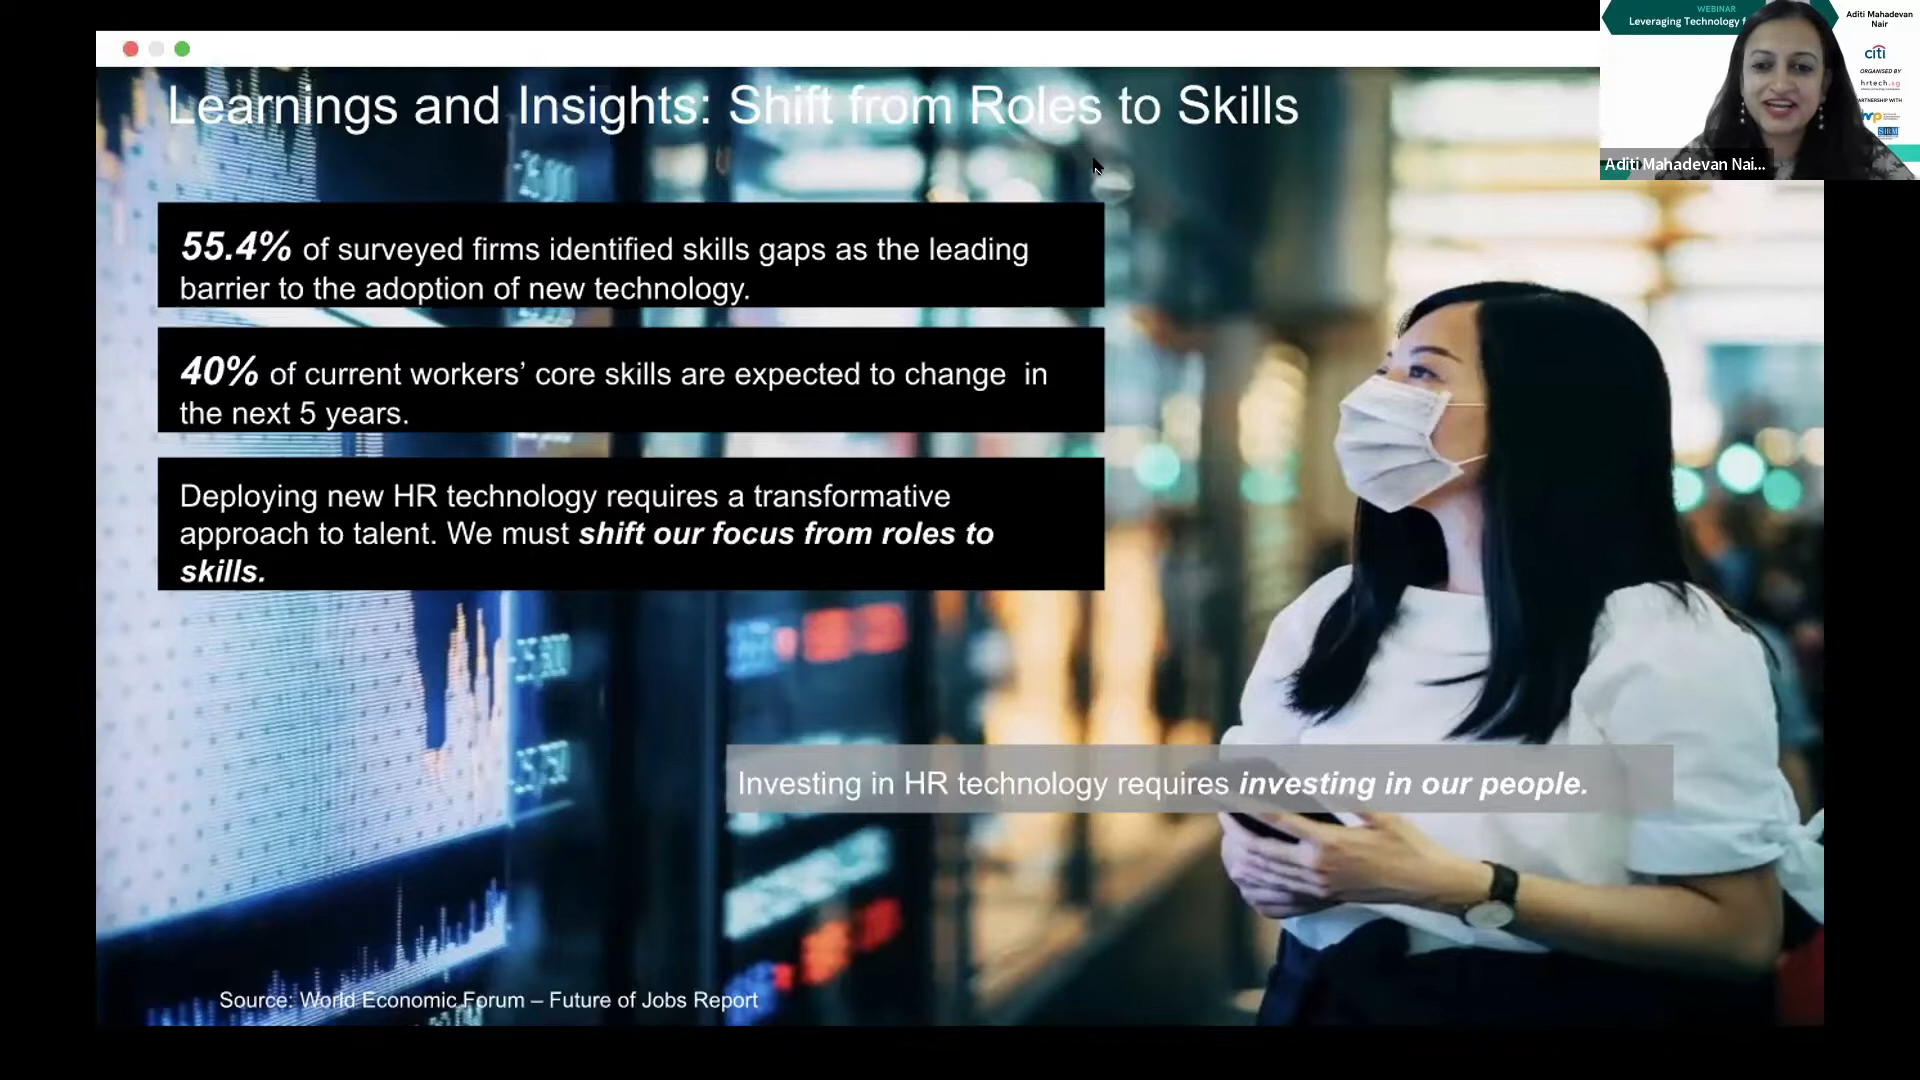 Learnings and Insights: Shift from Roles to Skills
55.4% of surveyed firms identified skills gaps as the leading
barrier to the adoption of new technology.
40% of current workers’ core skills are expected to change in
the next 5 years.
Deploying new HR technology requires a transformative
approach to talent. We must shift our focus from roles to
skills.
Investing in HR technology requires investing in our people.
Source: World Economic Forum – Future of Jobs Report
WEBINAR
Leveraging Technology f
Aditi Mahadevan
Nair
citi
ORGANISED BY
hrtech.sg
ARTNERSHIP WITH
Aditi Mahadevan Nai...